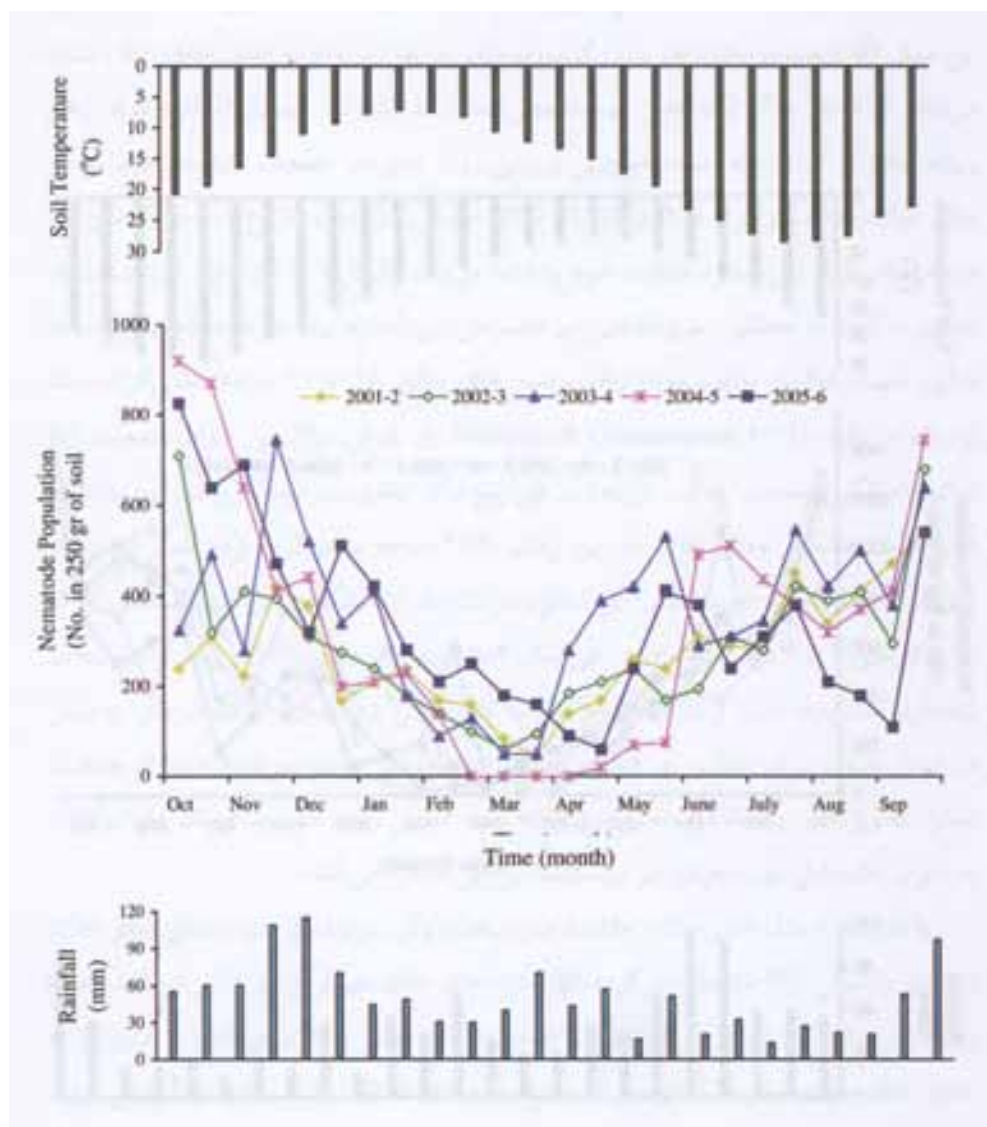 Soil Temperature
(°C)
0
5
10
15
20
25
30
Nematode Population
(No. in 250 gr of soil
1000
800
600
400
200
0
2001-2 2002-3 2003-4 2004-5 2005-6
Oct Nov Dec Jan Feb Mar Apr May June July Aug Sep
Time (month)
Rainfall
(mm)
120
90
60
30
0